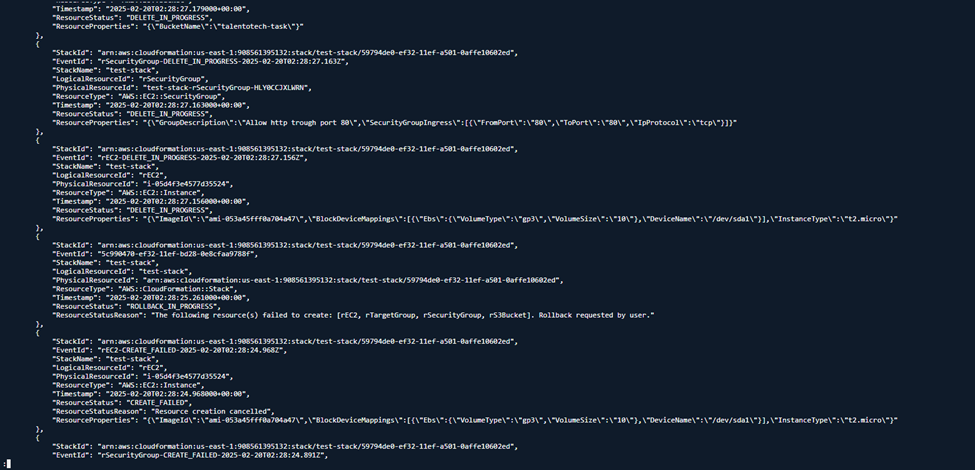 "Timestamp": "2025-02-20T02:28:27.179000+00:00",
"ResourceStatus": "DELETE_IN_PROGRESS",
"ResourceProperties": "{\"BucketName\":\"talentotech-task\"}"
},
{
"StackId": "arn:aws:cloudformation:us-east-1:908561395132:stack/test-stack/59794de0-ef32-11ef-a501-0affe10602ed",
"EventId": "rSecurityGroup-DELETE_IN_PROGRESS-2025-02-20T02:28:27.163Z",
"StackName": "test-stack",
"LogicalResourceId": "rSecurityGroup",
"PhysicalResourceId": "test-stack-rSecurityGroup-HLY0CCJXLWRN",
"ResourceType": "AWS::EC2::SecurityGroup",
"Timestamp": "2025-02-20T02:28:27.163000+00:00",
"ResourceStatus": "DELETE_IN_PROGRESS",
"ResourceProperties": "{\"GroupDescription\":\"Allow http trough port 80\",\"SecurityGroupIngress\":[{\"FromPort\":\"80\",\"ToPort\":\"80\",\"IpProtocol\":\"tcp\"}]}"
},
{
"StackId": "arn:aws:cloudformation:us-east-1:908561395132:stack/test-stack/59794de0-ef32-11ef-a501-0affe10602ed",
"EventId": "rEC2-DELETE_IN_PROGRESS-2025-02-20T02:28:27.156Z",
"StackName": "test-stack",
"LogicalResourceId": "rEC2",
"PhysicalResourceId": "i-05d4f3e4577d35524",
"ResourceType": "AWS::EC2::Instance",
"Timestamp": "2025-02-20T02:28:27.156000+00:00",
"ResourceStatus": "DELETE_IN_PROGRESS",
"ResourceProperties": "{\"ImageId\":\"ami-053a45fff0a704a47\",\"BlockDeviceMappings\":[{\"Ebs\":{\"VolumeType\":\"gp3\",\"VolumeSize\":\"10\"},\"DeviceName\":\"/dev/sda1\"}],\"InstanceType\":\"t2.micro\"}"
},
{
"StackId": "arn:aws:cloudformation:us-east-1:908561395132:stack/test-stack/59794de0-ef32-11ef-a501-0affe10602ed",
"EventId": "5c990470-ef32-11ef-bd28-0e8cfaa9788f",
"StackName": "test-stack",
"LogicalResourceId": "test-stack",
"PhysicalResourceId": "arn:aws:cloudformation:us-east-1:908561395132:stack/test-stack/59794de0-ef32-11ef-a501-0affe10602ed",
"ResourceType": "AWS::CloudFormation::Stack",
"Timestamp": "2025-02-20T02:28:25.261000+00:00",
"ResourceStatus": "ROLLBACK_IN_PROGRESS",
"ResourceStatusReason": "The following resource(s) failed to create: [rEC2, rTargetGroup, rSecurityGroup, rS3Bucket]. Rollback requested by user."
},
{
"StackId": "arn:aws:cloudformation:us-east-1:908561395132:stack/test-stack/59794de0-ef32-11ef-a501-0affe10602ed",
"EventId": "rEC2-CREATE_FAILED-2025-02-20T02:28:24.968Z",
"StackName": "test-stack",
"LogicalResourceId": "rEC2",
"PhysicalResourceId": "i-05d4f3e4577d35524",
"ResourceType": "AWS::EC2::Instance",
"Timestamp": "2025-02-20T02:28:24.968000+00:00",
"ResourceStatus": "CREATE_FAILED",
"ResourceStatusReason": "Resource creation cancelled",
"ResourceProperties": "{\"ImageId\":\"ami-053a45fff0a704a47\",\"BlockDeviceMappings\":[{\"Ebs\":{\"VolumeType\":\"gp3\",\"VolumeSize\":\"10\"},\"DeviceName\":\"/dev/sda1\"}],\"InstanceType\":\"t2.micro\"}"
},
{
"StackId": "arn:aws:cloudformation:us-east-1:908561395132:stack/test-stack/59794de0-ef32-11ef-a501-0affe10602ed",
"EventId": "rSecurityGroup-CREATE_FAILED-2025-02-20T02:28:24.891Z",
: